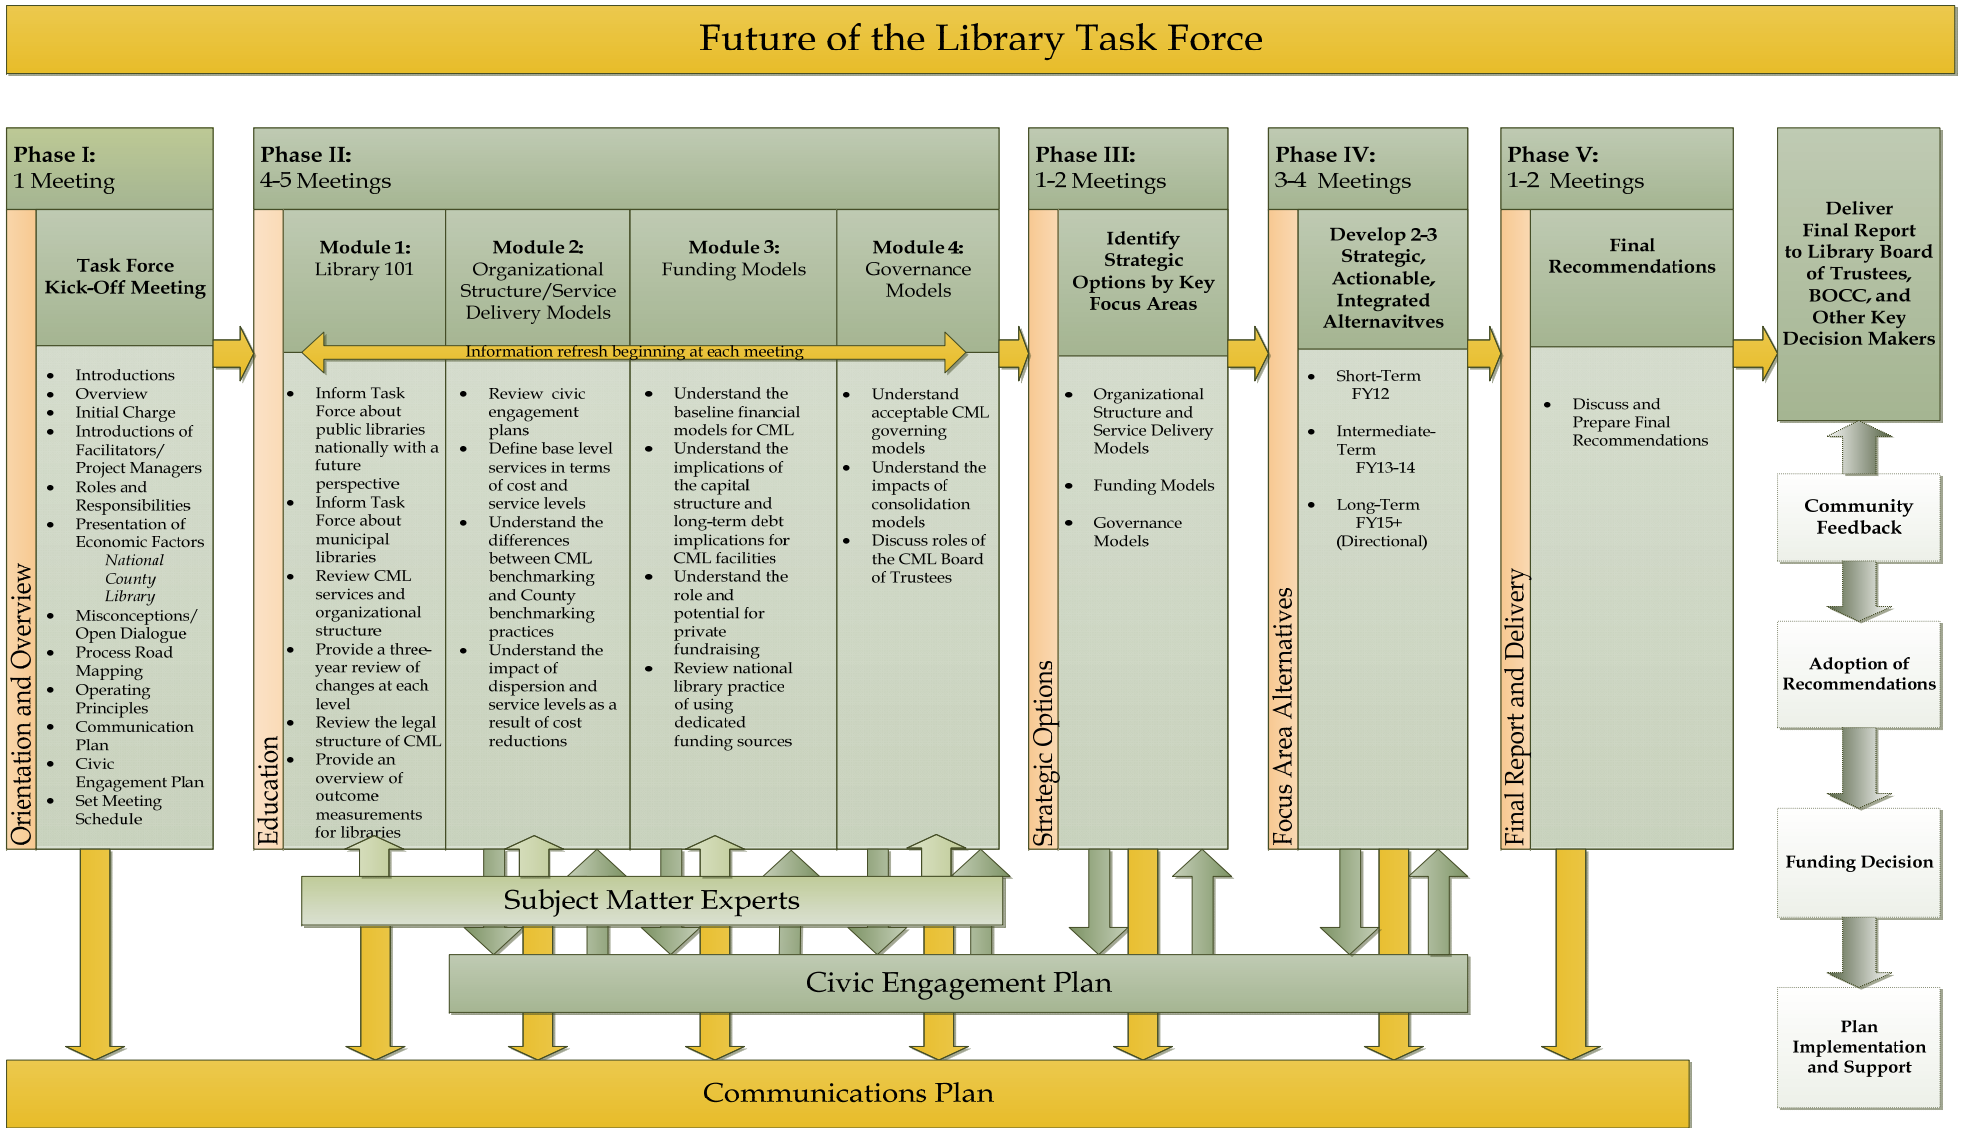 Future of the Library Task Force
Phase I:
1 Meeting
Orientation and Overview
Task Force
Kick-Off Meeting
• Introductions
• Overview
• Initial Charge
• Introductions of
Facilitators/
Project Managers
• Roles and
Responsibilities
• Presentation of
Economic Factors
National
County
Library
• Misconceptions/
Open Dialogue
• Process Road
Mapping
• Operating
Principles
• Communication
Plan
• Civic
Engagement Plan
• Set Meeting
Schedule
Phase II:
4-5 Meetings
Education
Module 1:
Library 101
Module 2:
Organizational
Structure/Service
Delivery Models
Module 3:
Funding Models
Module 4:
Governance
Models
Information refresh beginning at each meeting
• Inform Task
Force about
public libraries
nationally with a
future
perspective
• Inform Task
Force about
municipal
libraries
• Review CML
services and
organizational
structure
• Provide a three-
year review of
changes at each
level
• Review the legal
structure of CML
• Provide an
overview of
outcome
measurements
for libraries
• Review civic
engagement
plans
• Define base level
services in terms
of cost and
service levels
• Understand the
differences
between CML
benchmarking
and County
benchmarking
practices
• Understand the
impact of
dispersion and
service levels as a
result of cost
reductions
• Understand the
baseline financial
models for CML
• Understand the
implications of
the capital
structure and
long-term debt
implications for
CML facilities
• Understand the
role and
potential for
private
fundraising
• Review national
library practice
of using
dedicated
funding sources
• Understand
acceptable CML
governing
models
• Understand the
impacts of
consolidation
models
• Discuss roles of
the CML Board
of Trustees
Phase III:
1-2 Meetings
Strategic Options
Identify
Strategic
Options by Key
Focus Areas
• Organizational
Structure and
Service Delivery
Models
• Funding Models
• Governance
Models
Phase IV:
3-4 Meetings
Focus Area Alternatives
Develop 2-3
Strategic,
Actionable,
Integrated
Alternavitves
• Short-Term
FY12
• Intermediate-
Term
FY13-14
• Long-Term
FY15+
(Directional)
Phase V:
1-2 Meetings
Final Report and Delivery
Final
Recommendations
• Discuss and
Prepare Final
Recommendations
Deliver
Final Report
to Library Board
of Trustees,
BOCC, and
Other Key
Decision Makers
Community
Feedback
Adoption of
Recommendations
Funding Decision
Plan
Implementation
and Support
Subject Matter Experts
Civic Engagement Plan
Communications Plan